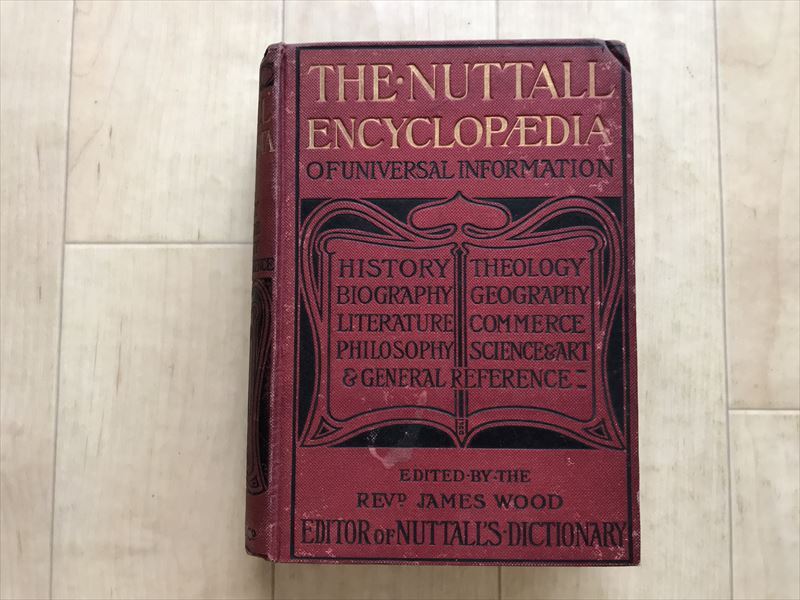 THE·NUTTALL
ENCYCLOPÆDIA
OF UNIVERSAL INFORMATION
HISTORY
BIOGRAPHY
LITERATURE
PHILOSOPHY
THEOLOGY
GEOGRAPHY
COMMERCE
SCIENCE & ART
& GENERAL REFERENCE
EDITED·BY·THE
REVD JAMES WOOD
EDITOR of NUTTALL'S·DICTIONARY